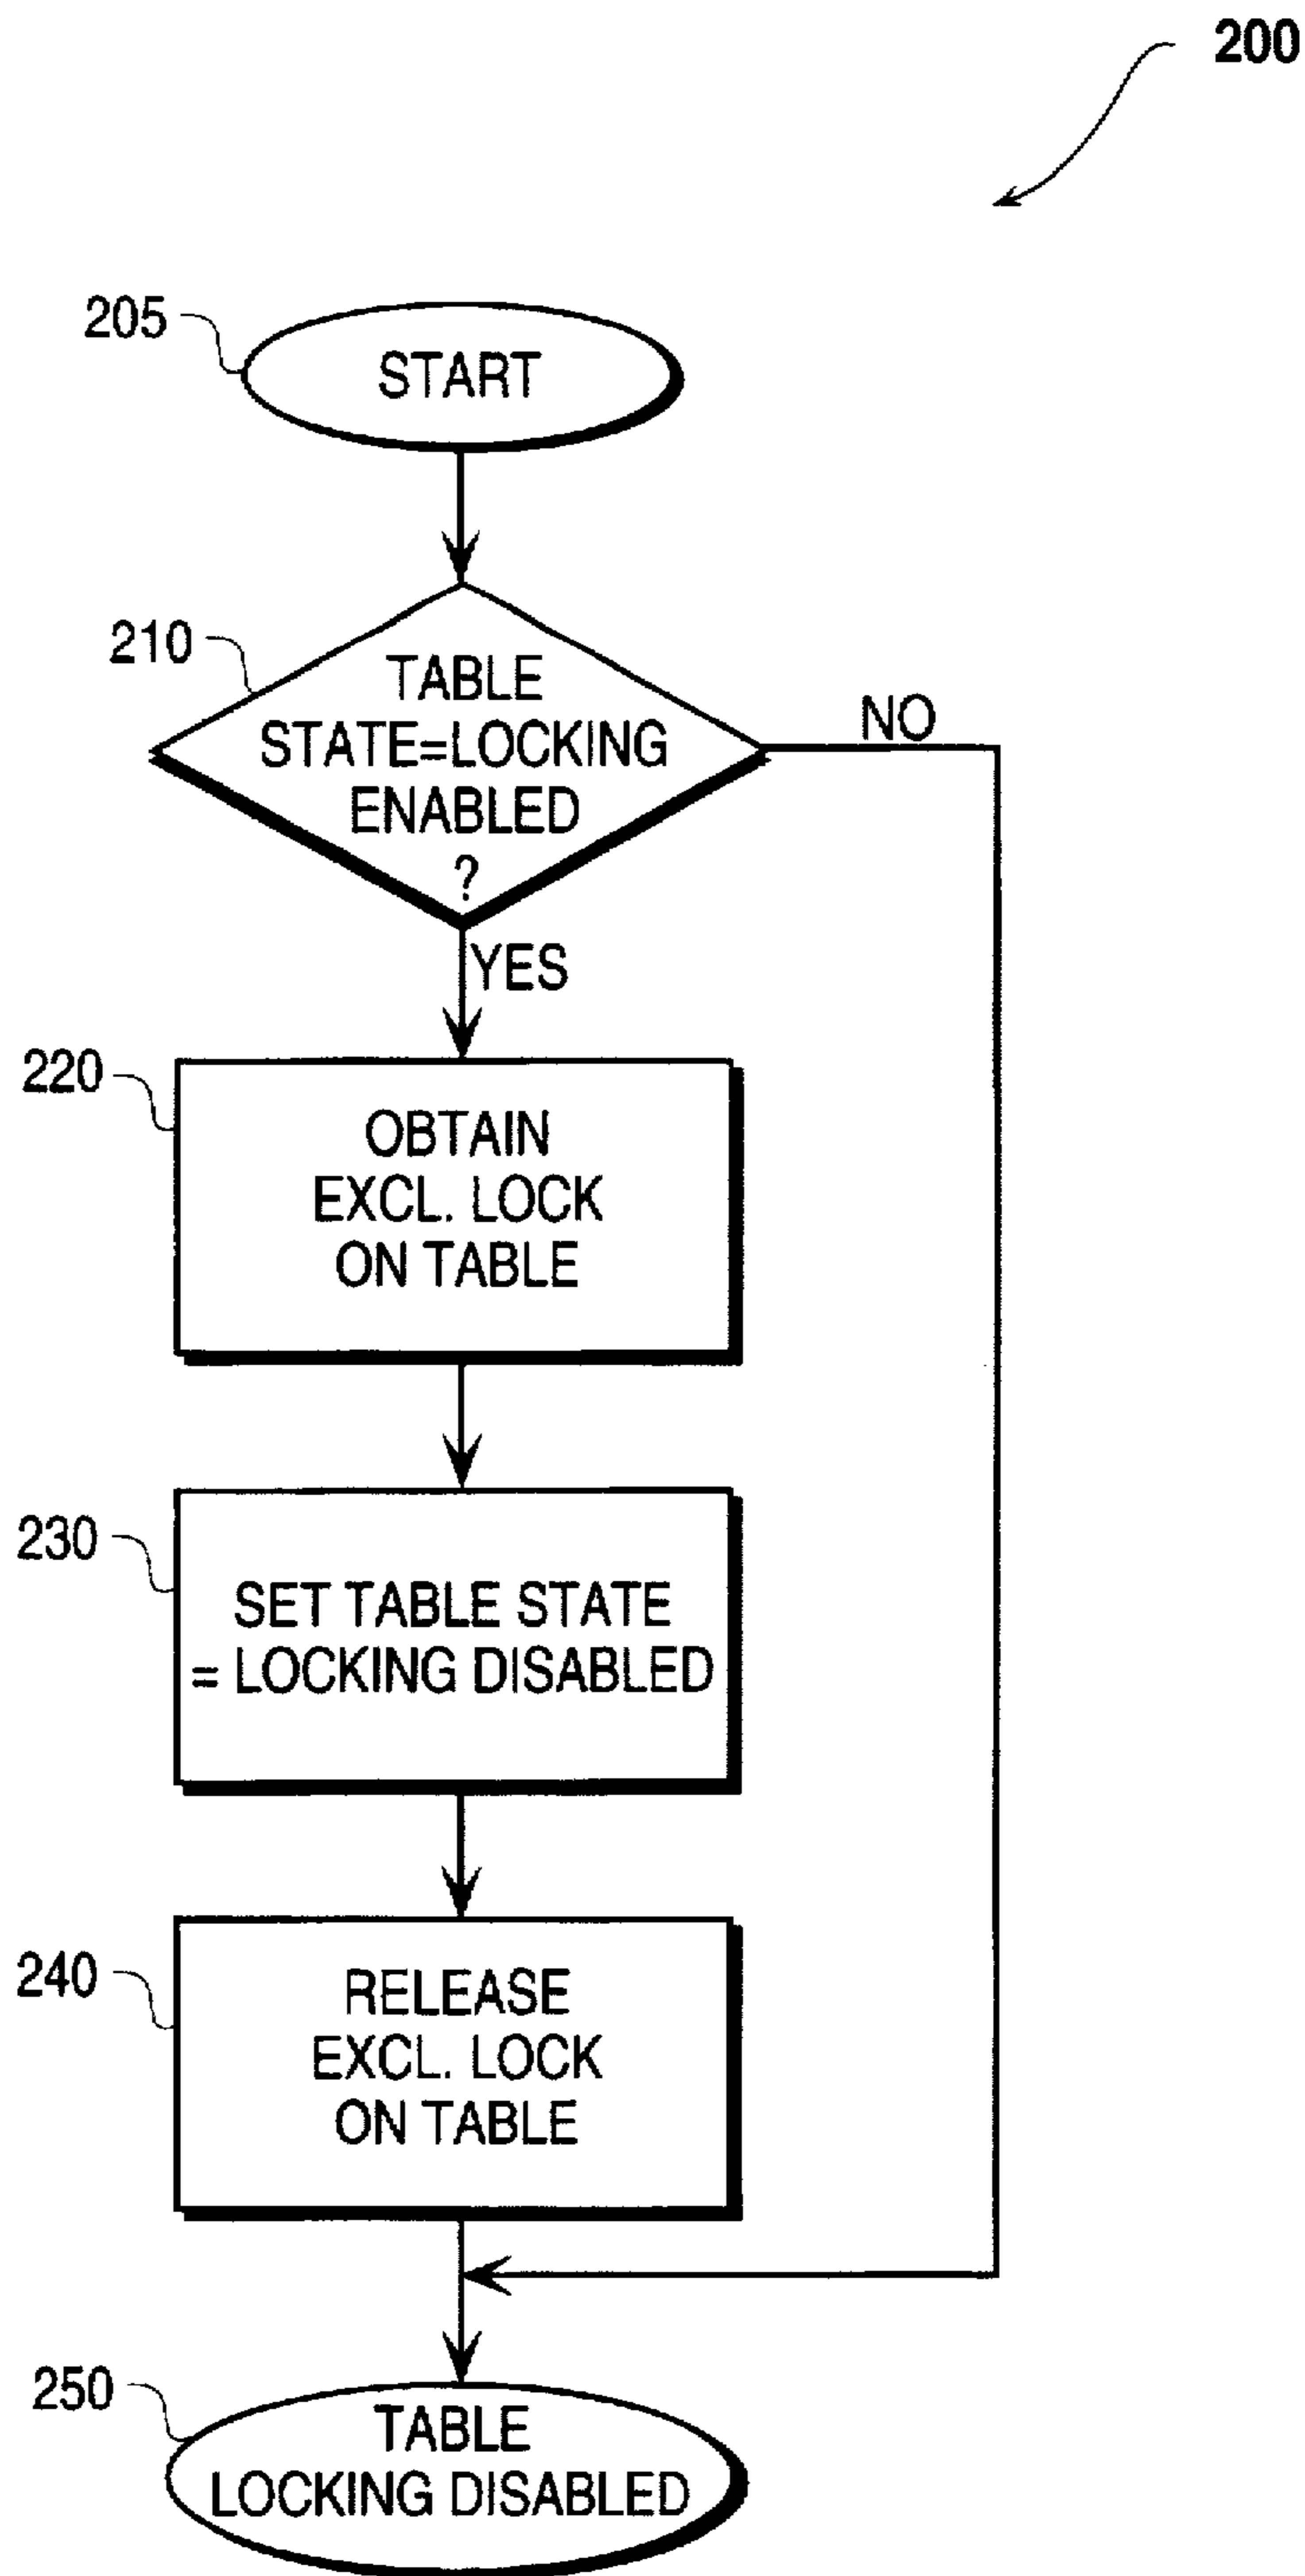 200
205
START
210
TABLE
STATE=LOCKING
ENABLED
?
NO
YES
220
OBTAIN
EXCL. LOCK
ON TABLE
230
SET TABLE STATE
= LOCKING DISABLED
240
RELEASE
EXCL. LOCK
ON TABLE
250
TABLE
LOCKING DISABLED